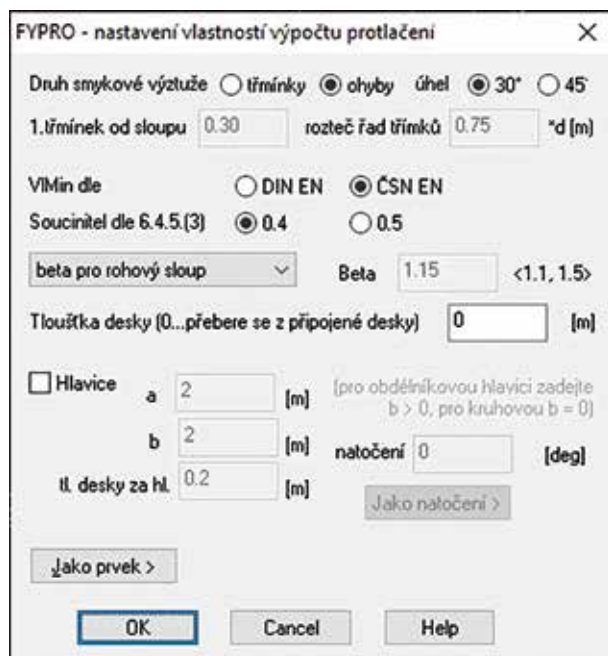 FYPRO - nastavení vlastností výpočtu protlačení
Druh smykové výztuže třmínky ohyby úhel 30° 45°
1.třmínek od sloupu 0.30 rozteč řad třímků 0.75 *d [m]
VlMin dle DIN EN ČSN EN
Soucinitel dle 6.4.5.(3) 0.4 0.5
beta pro rohový sloup Beta 1.15 <1.1, 1.5>
Tloušťka desky (0...přebere se z připojené desky) 0 [m]
Hlavice a 2 [m] (pro obdélníkovou hlavici zadejte
b > 0, pro kruhovou b = 0)
b 2 [m] natočení 0 [deg]
tl. desky za hl. 0.2 [m]
Jako natočení >
Jako prvek >
OK Cancel Help